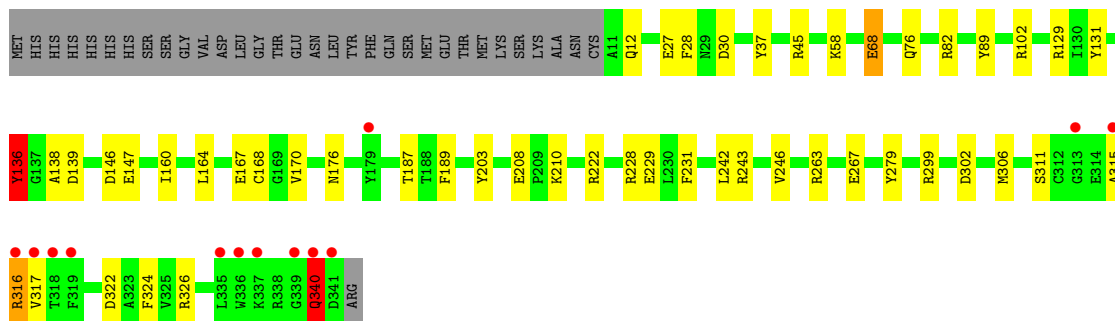 MET HIS HIS HIS HIS HIS HIS SER SER GLY VAL ASP LEU GLY THR GLU ASN LEU TYR PHE GLN SER MET GLU THR MET LYS SER LYS ALA ASN CYS A11 Q12 E27 F28 N29 D30 Y37 R45 K58 E68 Q76 R82 Y89 R102 R129 I130 Y131
Y136 G137 A138 D139 D146 E147 I160 L164 E167 C168 G169 V170 N176 Y179 T187 T188 F189 Y203 E208 P209 K210 R222 R228 E229 L230 F231 L242 R243 V246 R263 E267 Y279 R299 D302 M306 S311 C312 G313 E314 A315
R316 V317 T318 F319 D322 A323 F324 V325 R326 L335 W336 K337 R338 G339 Q340 D341 ARG